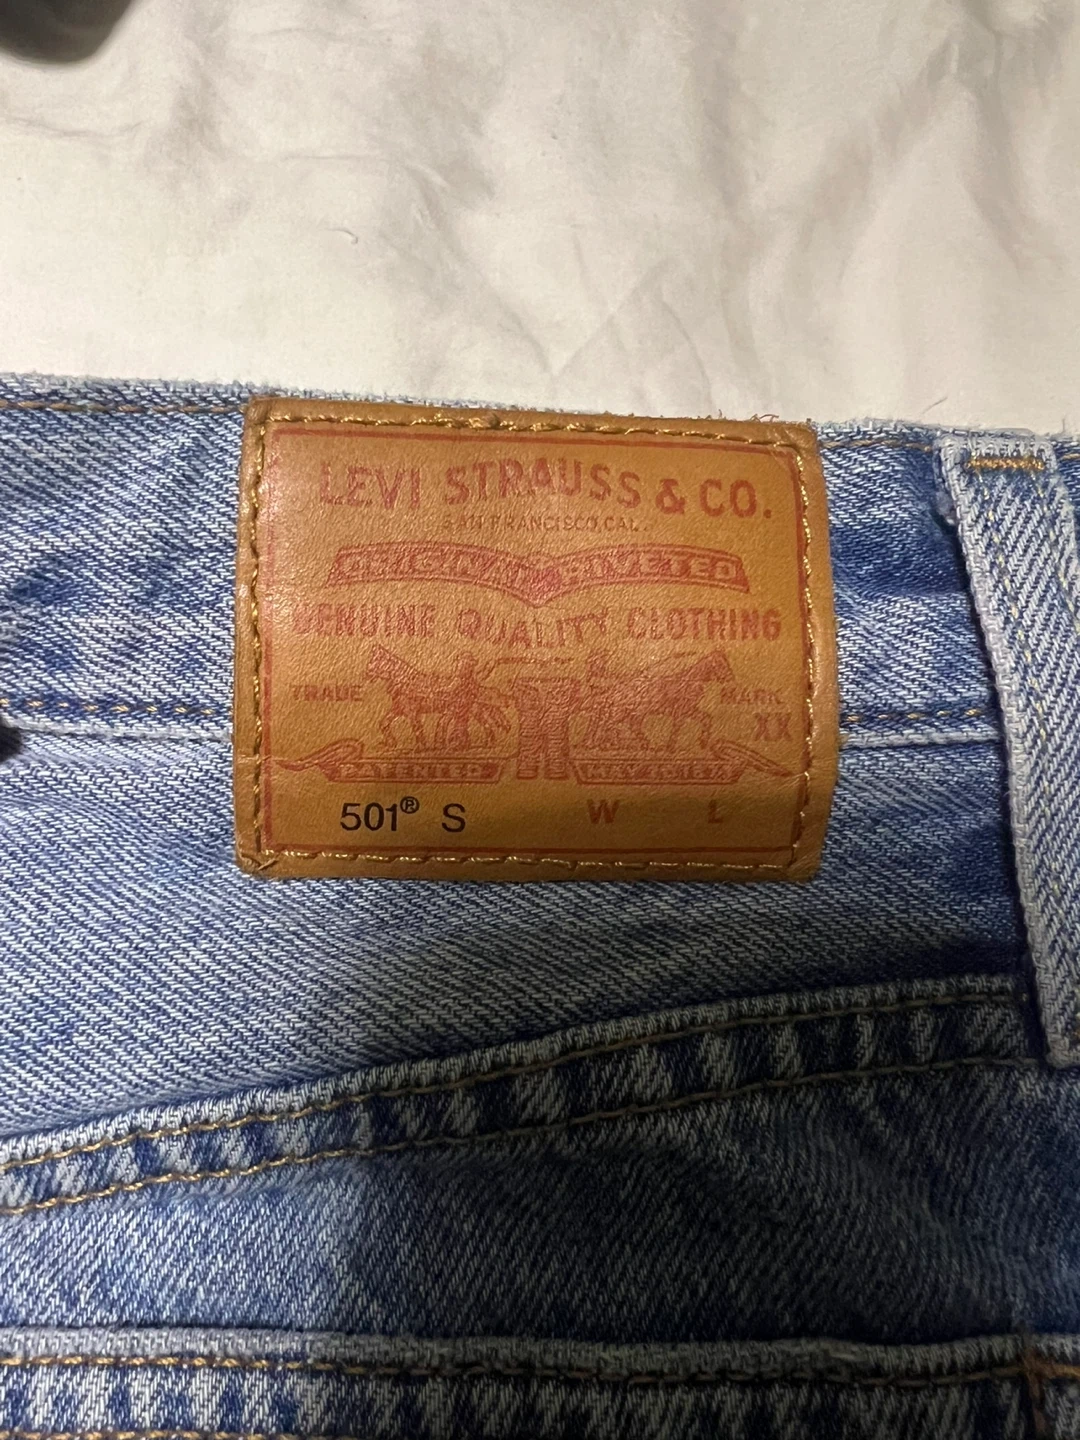 LEVI STRAUSS & CO.
SAN FRANCISCO, CAL.
ORIGINAL RIVETED
GENUINE QUALITY CLOTHING
TRADE MARK
XX
PATENTED MAY 20 1873
501® S W L